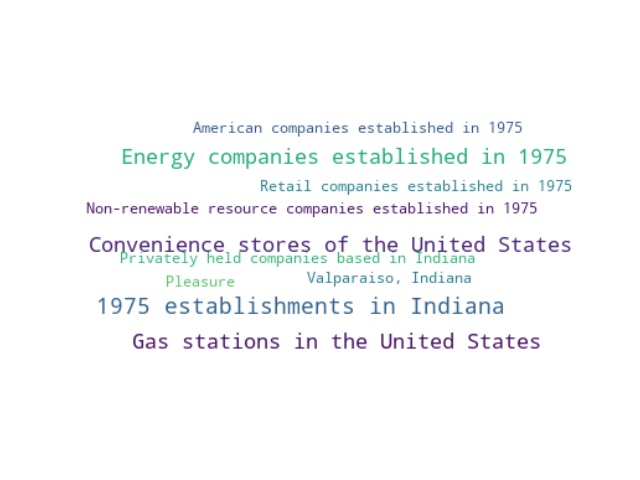 American companies established in 1975
Energy companies established in 1975
Retail companies established in 1975
Non-renewable resource companies established in 1975
Convenience stores of the United States
Privately held companies based in Indiana
Pleasure
Valparaiso, Indiana
1975 establishments in Indiana
Gas stations in the United States